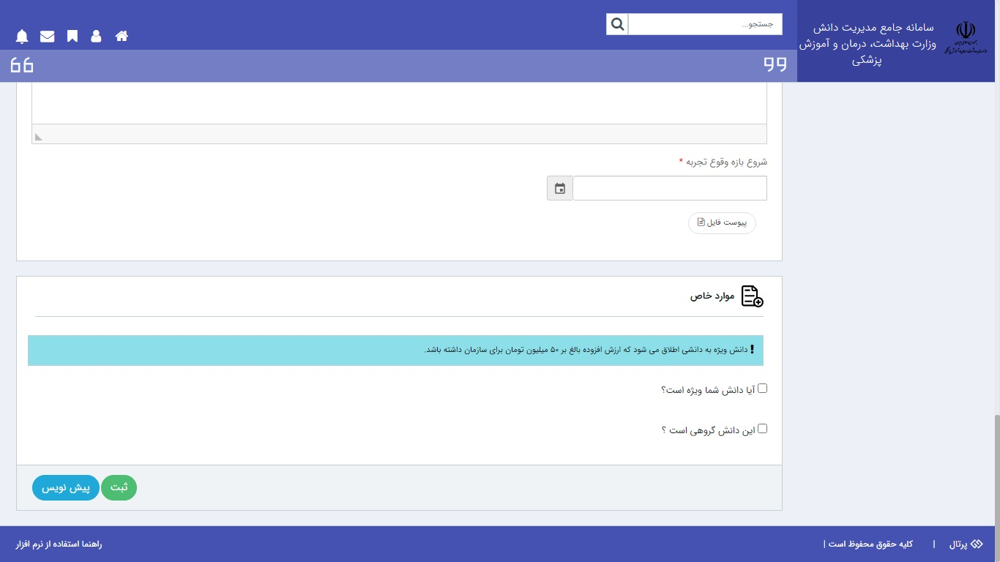 سامانه جامع مدیریت دانش
وزارت بهداشت، درمان و آموزش
پزشکی
جستجو...
شروع بازه وقوع تجربه *
پیوست فایل
موارد خاص
دانش ویژه به دانشی اطلاق می شود که ارزش افزوده بالغ بر ۵۰ میلیون تومان برای سازمان داشته باشد.
آیا دانش شما ویژه است؟
این دانش گروهی است ؟
ثبت
پیش نویس
پرتال | کلیه حقوق محفوظ است |
راهنما استفاده از نرم افزار